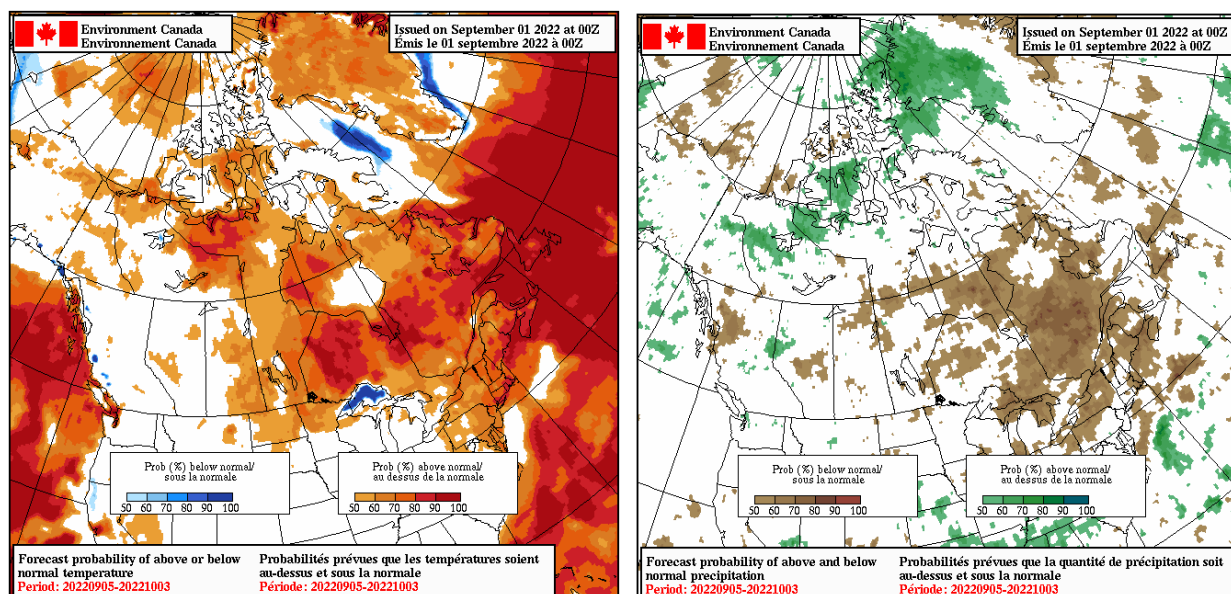 Environment Canada
Environnement Canada
Issued on September 01 2022 at 00Z
Émis le 01 septembre 2022 à 00Z
Prob (%) below normal/
sous la normale
50 60 70 80 90 100
Prob (%) above normal/
au dessus de la normale
50 60 70 80 90 100
Forecast probability of above or below
normal temperature
Period: 20220905-20221003
Probabilités prévues que les températures soient
au-dessus et sous la normale
Période: 20220905-20221003
Environment Canada
Environnement Canada
Issued on September 01 2022 at 00Z
Émis le 01 septembre 2022 à 00Z
Prob (%) below normal/
sous la normale
50 60 70 80 90 100
Prob (%) above normal/
au dessus de la normale
50 60 70 80 90 100
Forecast probability of above and below
normal precipitation
Period: 20220905-20221003
Probabilités prévues que la quantité de précipitation soit
au-dessus et sous la normale
Période: 20220905-20221003